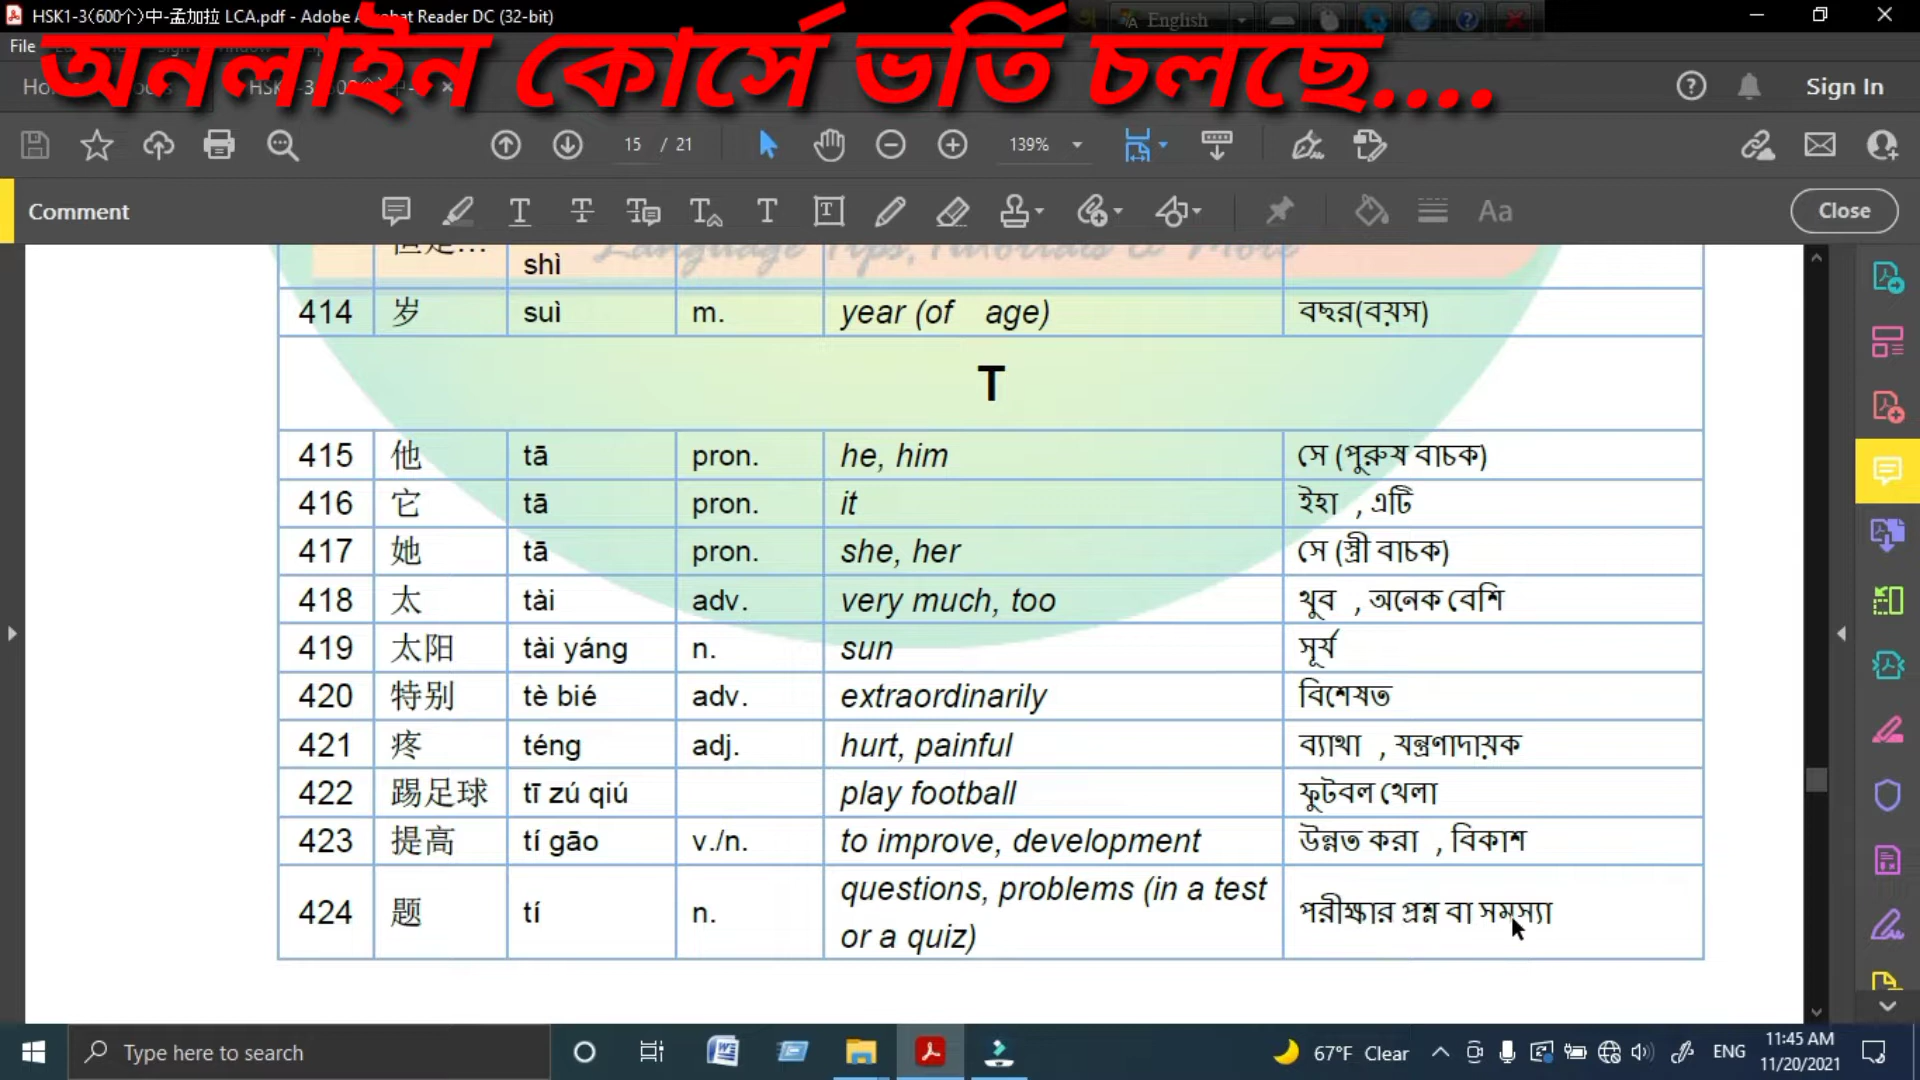 HSK1-3(600个)中-孟加拉 LCA.pdf - Adobe Acrobat Reader DC (32-bit)
English
File
অনলাইন কোর্সে ভর্তি চলছে....
Sign In
15 / 21
139%
Comment
Close
Language Tips, Tutorials & More
shì
414 岁 suì m. year (of age) বছর(বয়স)
T
415 他 tā pron. he, him সে (পুরুষ বাচক)
416 它 tā pron. it ইহা , এটি
417 她 tā pron. she, her সে (স্ত্রী বাচক)
418 太 tài adv. very much, too খুব , অনেক বেশি
419 太阳 tài yáng n. sun সূর্য
420 特别 tè bié adv. extraordinarily বিশেষত
421 疼 téng adj. hurt, painful ব্যাথা , যন্ত্রণাদায়ক
422 踢足球 tī zú qiú play football ফুটবল খেলা
423 提高 tí gāo v./n. to improve, development উন্নত করা , বিকাশ
424 题 tí n. questions, problems (in a test or a quiz) পরীক্ষার প্রশ্ন বা সমস্যা
Type here to search
67°F Clear
ENG
11:45 AM
11/20/2021